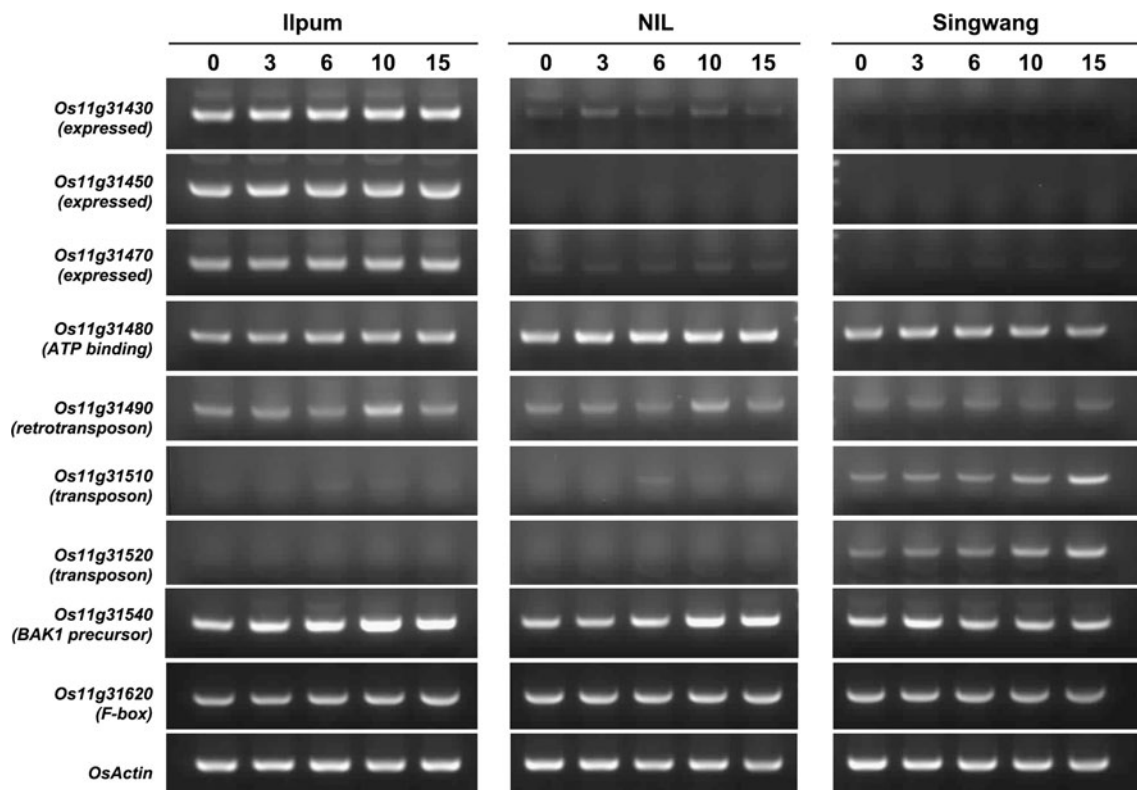 Ilpum NIL Singwang
0 3 6 10 15 0 3 6 10 15 0 3 6 10 15
Os11g31430
(expressed)
Os11g31450
(expressed)
Os11g31470
(expressed)
Os11g31480
(ATP binding)
Os11g31490
(retrotransposon)
Os11g31510
(transposon)
Os11g31520
(transposon)
Os11g31540
(BAK1 precursor)
Os11g31620
(F-box)
OsActin